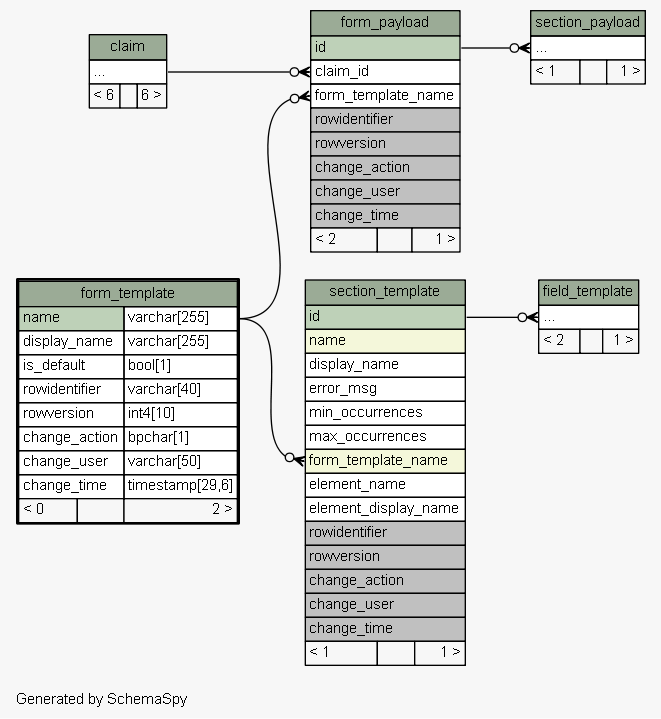 form_payload
id
claim_id
form_template_name
rowidentifier
rowversion
change_action
change_user
change_time
< 2 1 >
section_payload
...
< 1 1 >
claim
...
< 6 6 >
form_template
name varchar[255]
display_name varchar[255]
is_default bool[1]
rowidentifier varchar[40]
rowversion int4[10]
change_action bpchar[1]
change_user varchar[50]
change_time timestamp[29,6]
< 0 2 >
section_template
id
name
display_name
error_msg
min_occurrences
max_occurrences
form_template_name
element_name
element_display_name
rowidentifier
rowversion
change_action
change_user
change_time
< 1 1 >
field_template
...
< 2 1 >
Generated by SchemaSpy